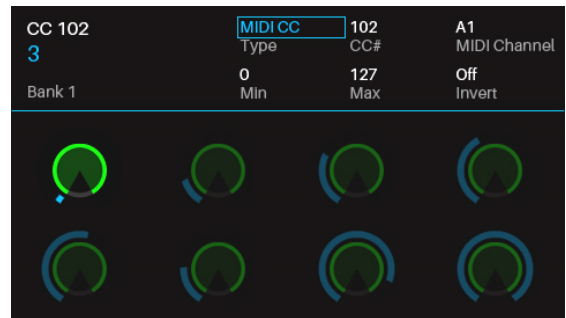 CC 102
3
Bank 1
MIDI CC 102 A1
Type CC# MIDI Channel
0 127 Off
Min Max Invert